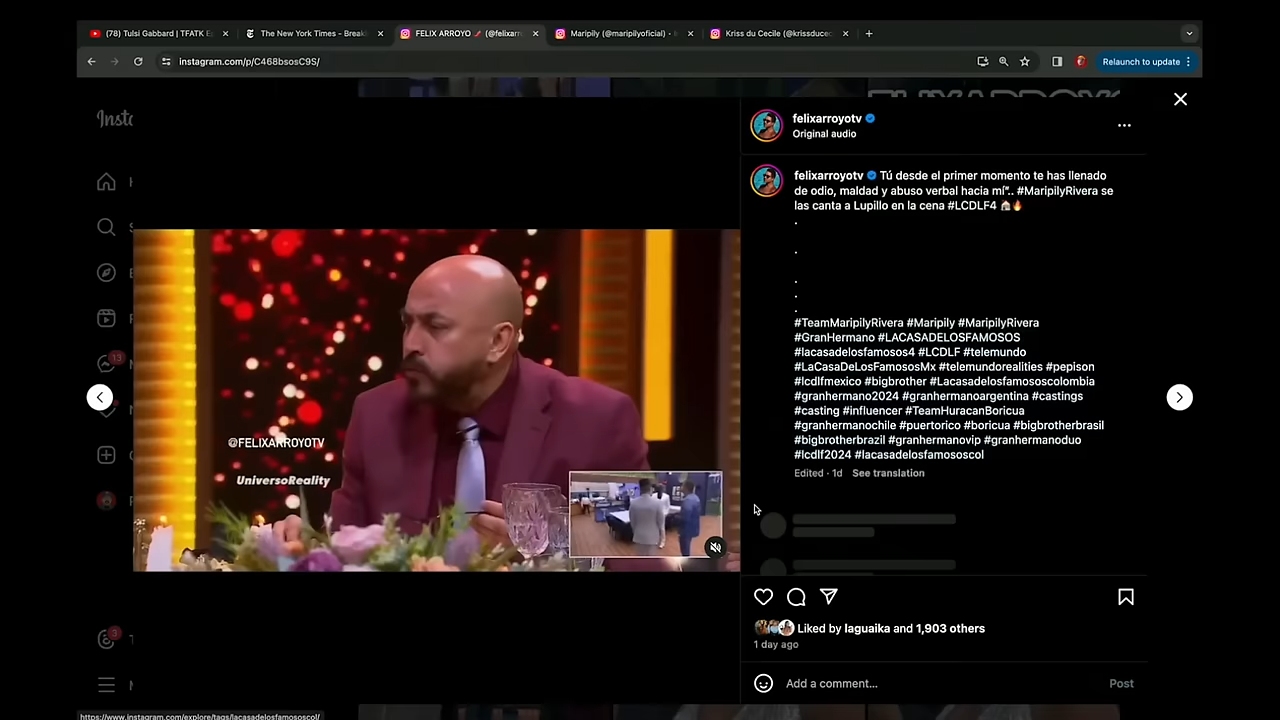 (78) Tulsi Gabbard | TFATK E
The New York Times - Break
FELIX ARROYO 🌶️ (@felixarr
Maripily (@maripilyoficial) -
Kriss du Cecile (@krissduce
instagram.com/p/C468bsosC9S/
Relaunch to update
Insta
felixarroyotv
Original audio
felixarroyotv Tú desde el primer momento te has llenado
de odio, maldad y abuso verbal hacia mí".. #MaripilyRivera se
las canta a Lupillo en la cena #LCDLF4 🏠🔥
.
.
.
.
.
#TeamMaripilyRivera #Maripily #MaripilyRivera
#GranHermano #LACASADELOSFAMOSOS
#lacasadelosfamosos4 #LCDLF #telemundo
#LaCasaDeLosFamososMx #telemundorealities #pepison
#lcdlfmexico #bigbrother #Lacasadelosfamososcolombia
#granhermano2024 #granhermanoargentina #castings
#casting #influencer #TeamHuracanBoricua
#granhermanochile #puertorico #boricua #bigbrotherbrasil
#bigbrotherbrazil #granhermanovip #granhermanoduo
#lcdlf2024 #lacasadelosfamososcol
Edited · 1d See translation
@FELIXARROYOTV
UniversoReality
13
3
Liked by laguaika and 1,903 others
1 day ago
Add a comment...
Post
https://www.instagram.com/explore/tags/lacasadelosfamososcol/